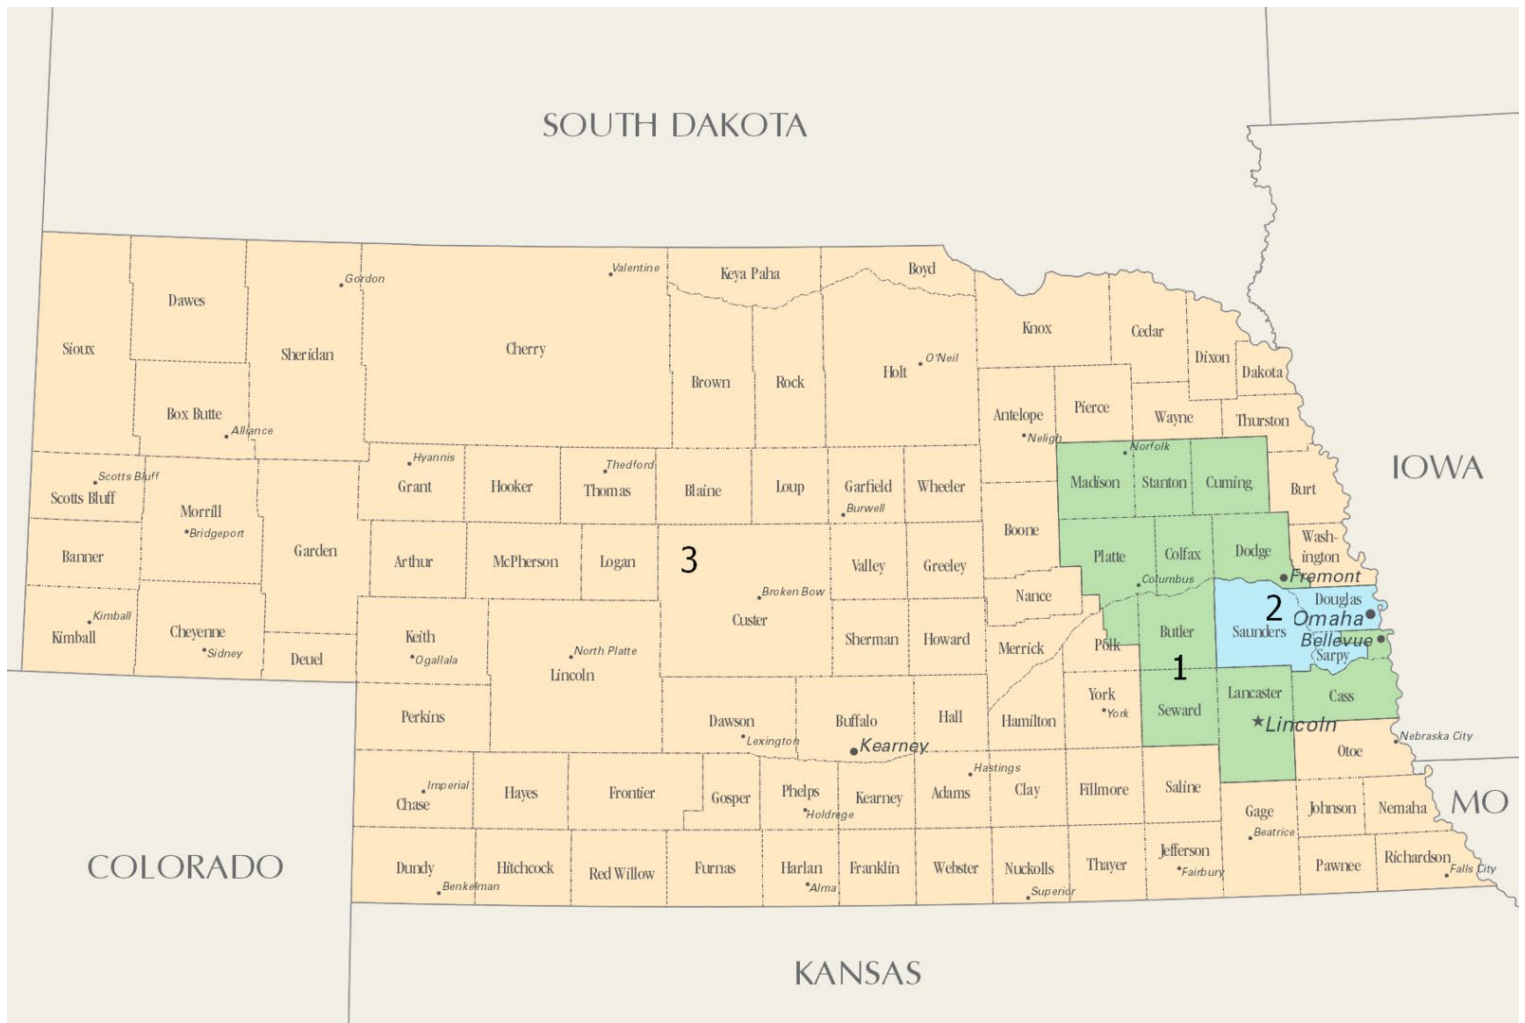 SOUTH DAKOTA
Keya Paha
Boyd
Valentine
Gordon
Dawes
Knox
Cedar
Sioux
Sheridan
Cherry
Dixon
O'Neil
Brown
Rock
Holt
Dakota
Box Butte
Alliance
Antelope
Pierce
Wayne
Thurston
Neligh
Norfolk
Hyannis
Thedford
IOWA
Scotts Bluff
Scotts Bluff
Grant
Hooker
Thomas
Blaine
Loup
Garfield
Wheeler
Madison
Stanton
Cuming
Burt
Morrill
Burwell
Bridgeport
Boone
Wash-
ington
Banner
Garden
Arthur
McPherson
Logan
3
Valley
Greeley
Platte
Colfax
Dodge
Columbus
Fremont
Broken Bow
Nance
2
Douglas
Omaha
Kimball
Kimball
Cheyenne
Sidney
Custer
Keith
Ogallala
Sherman
Howard
Merrick
Polk
Butler
Saunders
Bellevue
Sarpy
Deuel
North Platte
Lincoln
1
York
York
Lancaster
Cass
Perkins
Dawson
Lexington
Buffalo
Kearney
Hall
Hamilton
Seward
Lincoln
Nebraska City
Otoe
Hastings
Imperial
Chase
Hayes
Frontier
Gosper
Phelps
Holdrege
Kearney
Adams
Clay
Fillmore
Saline
Gage
Beatrice
Johnson
Nemaha
MO
COLORADO
Dundy
Benkelman
Hitchcock
Red Willow
Furnas
Harlan
Alma
Franklin
Webster
Nuckolls
Superior
Thayer
Jefferson
Fairbury
Pawnee
Richardson
Falls City
KANSAS